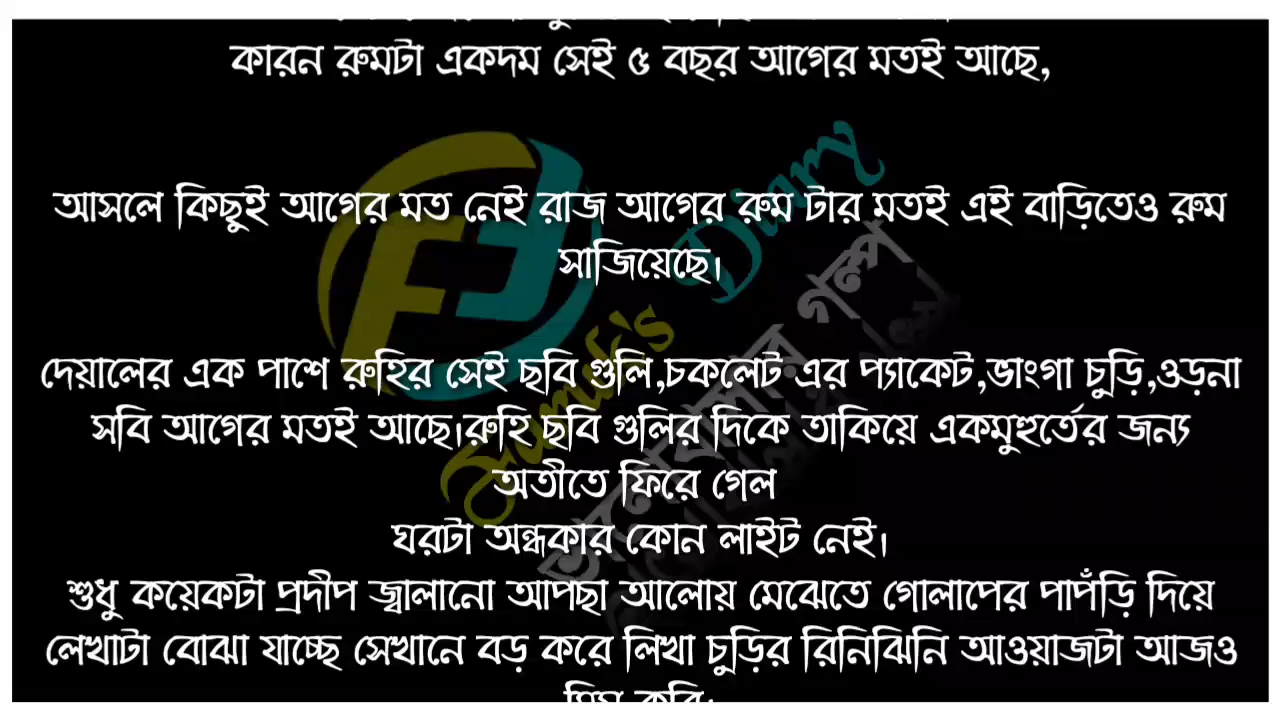 কারন রুমটা একদম সেই ৫ বছর আগের মতই আছে,
আসলে কিছুই আগের মত নেই রাজ আগের রুম টার মতই এই বাড়িতেও রুম
সাজিয়েছে।
দেয়ালের এক পাশে রুহির সেই ছবি গুলি,চকলেট এর প্যাকেট,ভাংগা চুড়ি,ওড়না
সবি আগের মতই আছে।রুহি ছবি গুলির দিকে তাকিয়ে একমুহুর্তের জন্য
অতীতে ফিরে গেল
ঘরটা অন্ধকার কোন লাইট নেই।
শুধু কয়েকটা প্রদীপ জ্বালানো আপছা আলোয় মেঝেতে গোলাপের পাপঁড়ি দিয়ে
লেখাটা বোঝা যাচ্ছে সেখানে বড় করে লিখা চুড়ির রিনিঝিনি আওয়াজটা আজও
Diary
ভালোবাসার গল্প